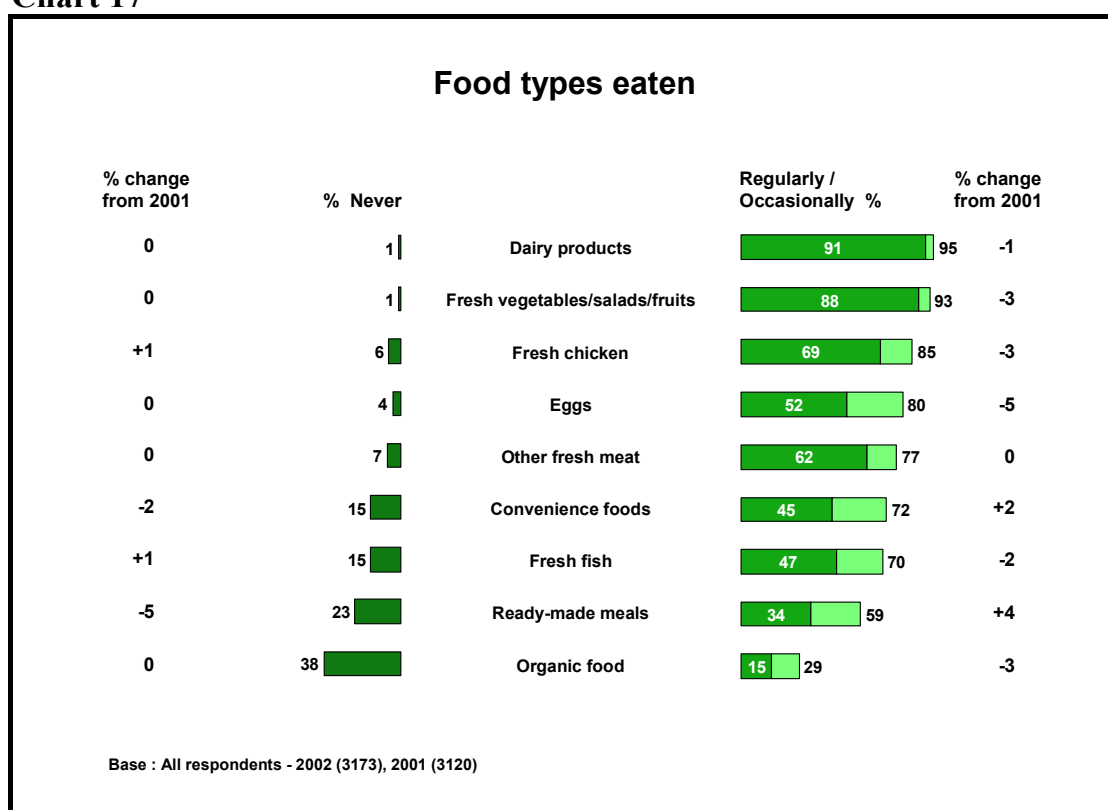 Food types eaten
% change
from 2001
% Never
Regularly /
Occasionally %
% change
from 2001
0 1 Dairy products 91 95 -1
0 1 Fresh vegetables/salads/fruits 88 93 -3
+1 6 Fresh chicken 69 85 -3
0 4 Eggs 52 80 -5
0 7 Other fresh meat 62 77 0
-2 15 Convenience foods 45 72 +2
+1 15 Fresh fish 47 70 -2
-5 23 Ready-made meals 34 59 +4
0 38 Organic food 15 29 -3
Base : All respondents - 2002 (3173), 2001 (3120)